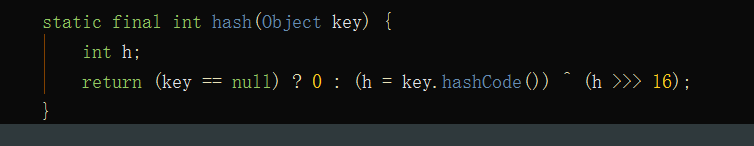 static final int hash(Object key) {
    int h;
    return (key == null) ? 0 : (h = key.hashCode()) ^ (h >>> 16);
}